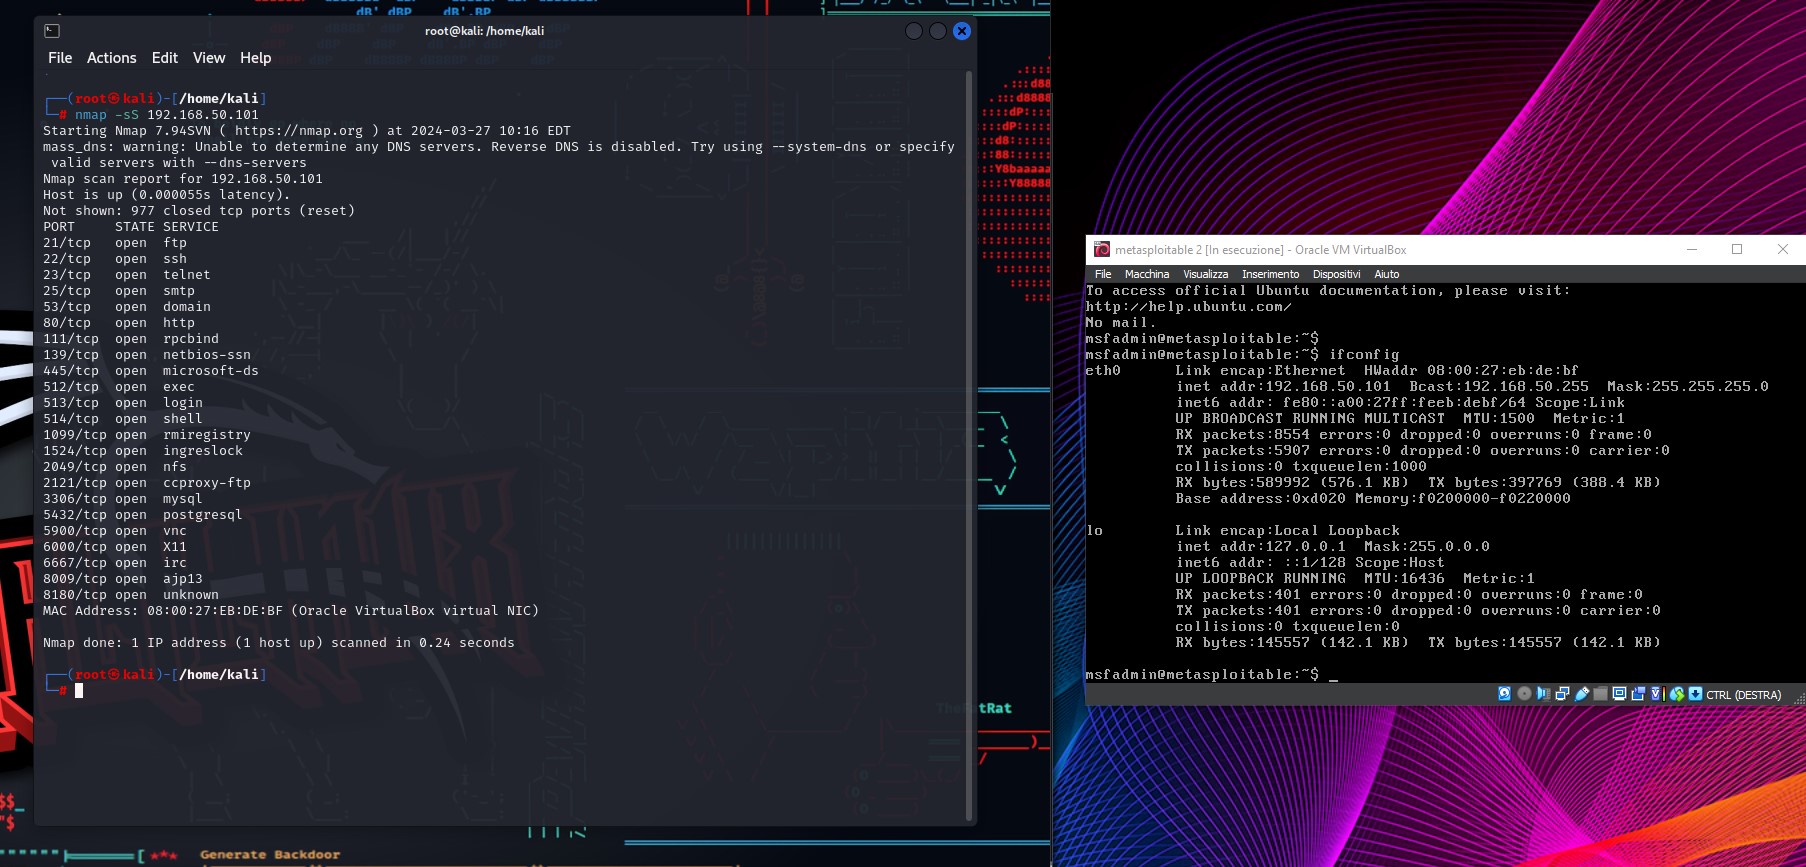 root@kali: /home/kali
File Actions Edit View Help
(root㉿kali)-[/home/kali]
# nmap -sS 192.168.50.101
Starting Nmap 7.94SVN ( https://nmap.org ) at 2024-03-27 10:16 EDT
mass_dns: warning: Unable to determine any DNS servers. Reverse DNS is disabled. Try using --system-dns or specify
valid servers with --dns-servers
Nmap scan report for 192.168.50.101
Host is up (0.000055s latency).
Not shown: 977 closed tcp ports (reset)
PORT STATE SERVICE
21/tcp open ftp
22/tcp open ssh
23/tcp open telnet
25/tcp open smtp
53/tcp open domain
80/tcp open http
111/tcp open rpcbind
139/tcp open netbios-ssn
445/tcp open microsoft-ds
512/tcp open exec
513/tcp open login
514/tcp open shell
1099/tcp open rmiregistry
1524/tcp open ingreslock
2049/tcp open nfs
2121/tcp open ccproxy-ftp
3306/tcp open mysql
5432/tcp open postgresql
5900/tcp open vnc
6000/tcp open X11
6667/tcp open irc
8009/tcp open ajp13
8180/tcp open unknown
MAC Address: 08:00:27:EB:DE:BF (Oracle VirtualBox virtual NIC)
Nmap done: 1 IP address (1 host up) scanned in 0.24 seconds
(root㉿kali)-[/home/kali]
#
Generate Backdoor
metasploitable 2 [In esecuzione] - Oracle VM VirtualBox
File Macchina Visualizza Inserimento Dispositivi Aiuto
To access official Ubuntu documentation, please visit:
http://help.ubuntu.com/
No mail.
msfadmin@metasploitable:~$
msfadmin@metasploitable:~$ ifconfig
eth0 Link encap:Ethernet HWaddr 08:00:27:eb:de:bf
inet addr:192.168.50.101 Bcast:192.168.50.255 Mask:255.255.255.0
inet6 addr: fe80::a00:27ff:feeb:debf/64 Scope:Link
UP BROADCAST RUNNING MULTICAST MTU:1500 Metric:1
RX packets:8554 errors:0 dropped:0 overruns:0 frame:0
TX packets:5907 errors:0 dropped:0 overruns:0 carrier:0
collisions:0 txqueuelen:1000
RX bytes:589992 (576.1 KB) TX bytes:397769 (388.4 KB)
Base address:0xd020 Memory:f0200000-f0220000
lo Link encap:Local Loopback
inet addr:127.0.0.1 Mask:255.0.0.0
inet6 addr: ::1/128 Scope:Host
UP LOOPBACK RUNNING MTU:16436 Metric:1
RX packets:401 errors:0 dropped:0 overruns:0 frame:0
TX packets:401 errors:0 dropped:0 overruns:0 carrier:0
collisions:0 txqueuelen:0
RX bytes:145557 (142.1 KB) TX bytes:145557 (142.1 KB)
msfadmin@metasploitable:~$ _
CTRL (DESTRA)